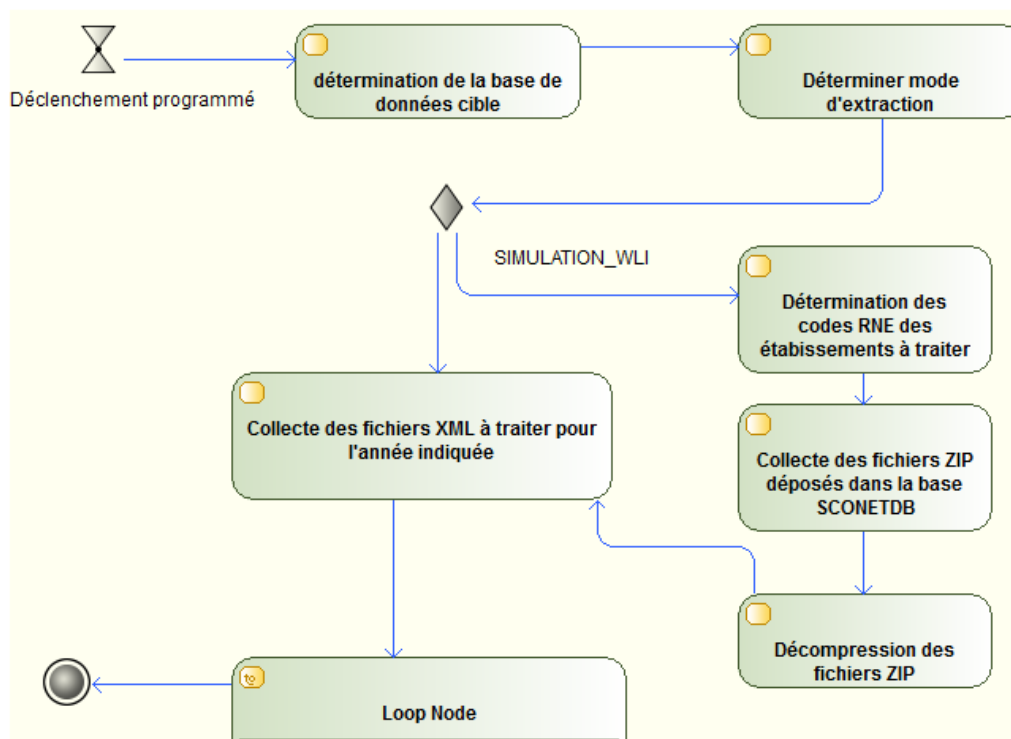 Déclenchement programmé
détermination de la base de
données cible
Déterminer mode
d'extraction
SIMULATION_WLI
Détermination des
codes RNE des
étabissements à traiter
Collecte des fichiers XML à traiter pour
l'année indiquée
Collecte des fichiers ZIP
déposés dans la base
SCONETDB
Décompression des
fichiers ZIP
Loop Node